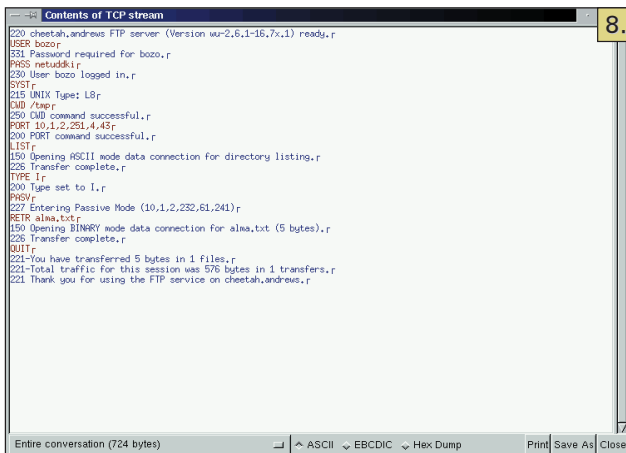 Contents of TCP stream
8.
220 cheetah.andrews FTP server (Version wu-2.6.1-16.7x.1) ready.┌
USER bozo┌
331 Password required for bozo.┌
PASS netuddki┌
230 User bozo logged in.┌
SYST┌
215 UNIX Type: L8┌
CWD /tmp┌
250 CWD command successful.┌
PORT 10,1,2,251,4,43┌
200 PORT command successful.┌
LIST┌
150 Opening ASCII mode data connection for directory listing.┌
226 Transfer complete.┌
TYPE I┌
200 Type set to I.┌
PASV┌
227 Entering Passive Mode (10,1,2,232,61,241)┌
RETR alma.txt┌
150 Opening BINARY mode data connection for alma.txt (5 bytes).┌
226 Transfer complete.┌
QUIT┌
221-You have transferred 5 bytes in 1 files.┌
221-Total traffic for this session was 576 bytes in 1 transfers.┌
221 Thank you for using the FTP service on cheetah.andrews.┌
Entire conversation (724 bytes) ASCII EBCDIC Hex Dump Print Save As Close